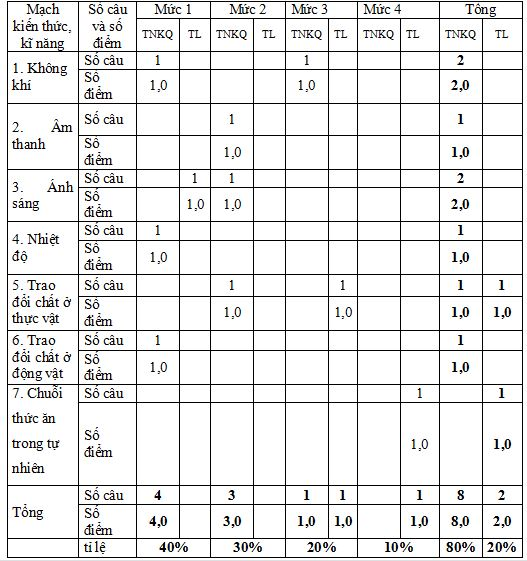 Mạch kiến thức, kĩ năng | Số câu và số điểm | Mức 1 | Mức 2 | Mức 3 | Mức 4 | Tổng
TNKQ | TL | TNKQ | TL | TNKQ | TL | TNKQ | TL | TNKQ | TL
1. Không khí | Số câu | 1 | | | | 1 | | | | 2 |
Số điểm | 1,0 | | | | 1,0 | | | | 2,0 |
2. Âm thanh | Số câu | | | 1 | | | | | | 1 |
Số điểm | | | 1,0 | | | | | | 1,0 |
3. Ánh sáng | Số câu | | 1 | 1 | | | | | | 2 |
Số điểm | | 1,0 | 1,0 | | | | | | 2,0 |
4. Nhiệt độ | Số câu | 1 | | | | | | | | 1 |
Số điểm | 1,0 | | | | | | | | 1,0 |
5. Trao đổi chất ở thực vật | Số câu | | | 1 | | | 1 | | | 1 | 1
Số điểm | | | 1,0 | | | 1,0 | | | 1,0 | 1,0
6. Trao đổi chất ở động vật | Số câu | 1 | | | | | | | | 1 |
Số điểm | 1,0 | | | | | | | | 1,0 |
7. Chuỗi thức ăn trong tự nhiên | Số câu | | | | | | | | 1 | | 1
Số điểm | | | | | | | | 1,0 | | 1,0
Tổng | Số câu | 4 | | 3 | | 1 | 1 | | 1 | 8 | 2
Số điểm | 4,0 | | 3,0 | | 1,0 | 1,0 | | 1,0 | 8,0 | 2,0
tỉ lệ | 40% | 30% | 20% | 10% | 80% | 20%